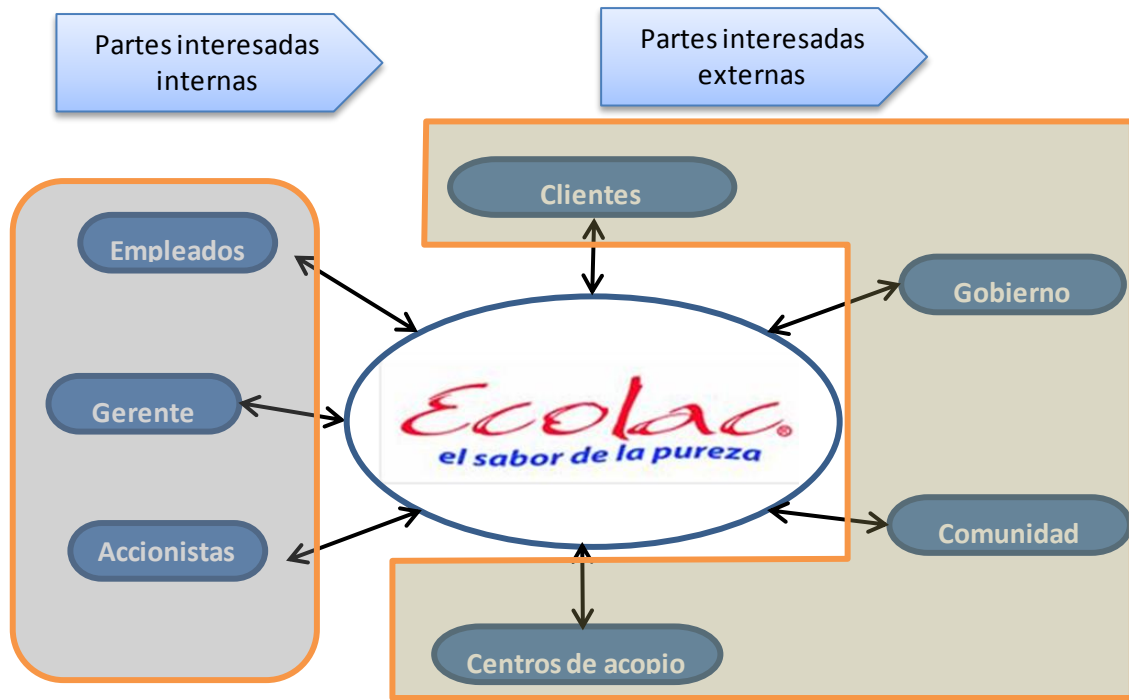 Partes interesadas
internas
Partes interesadas
externas
Clientes
Empleados
Gobierno
Gerente
Ecolac®
el sabor de la pureza
Accionistas
Comunidad
Centros de acopio